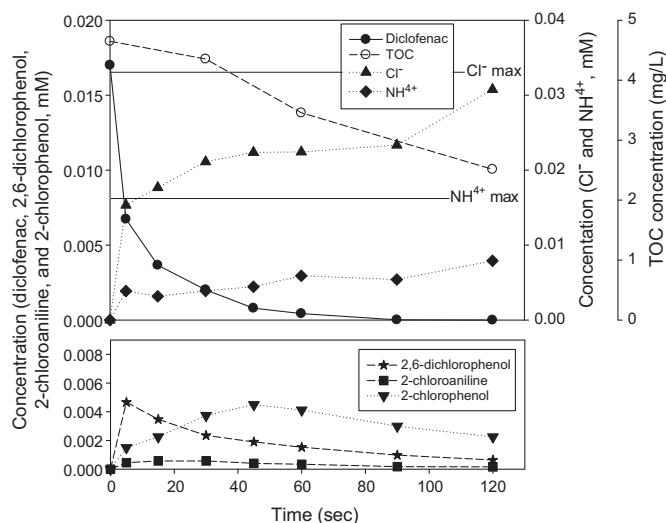 Concentration (diclofenac, 2,6-dichlorophenol,
2-chloroaniline, and 2-chlorophenol, mM)
0.020
0.015
0.010
0.005
0.000
Diclofenac
TOC
Cl⁻
NH⁴⁺
Cl⁻ max
NH⁴⁺ max
0.04
0.03
0.02
0.01
0.00
Concentration (Cl⁻ and NH⁴⁺, mM)
5
4
3
2
1
0
TOC concentration (mg/L)
0.008
0.006
0.004
0.002
0.000
2,6-dichlorophenol
2-chloroaniline
2-chlorophenol
0 20 40 60 80 100 120 140
Time (sec)